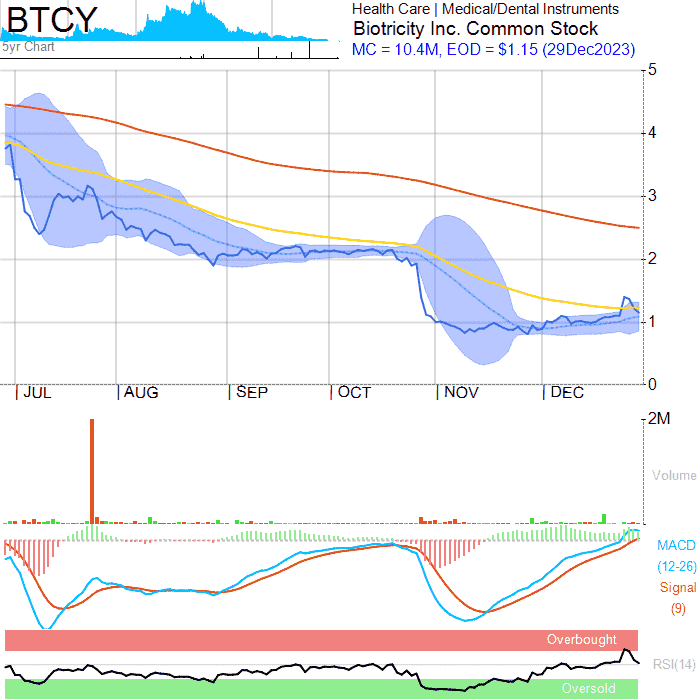 BTCY
5yr Chart
Health Care | Medical/Dental Instruments
Biotricity Inc. Common Stock
MC = 10.4M, EOD = $1.15 (29Dec2023)
5
4
3
2
1
0
JUL AUG SEP OCT NOV DEC
2M
Volume
MACD
(12-26)
Signal
(9)
Overbought
RSI(14)
Oversold